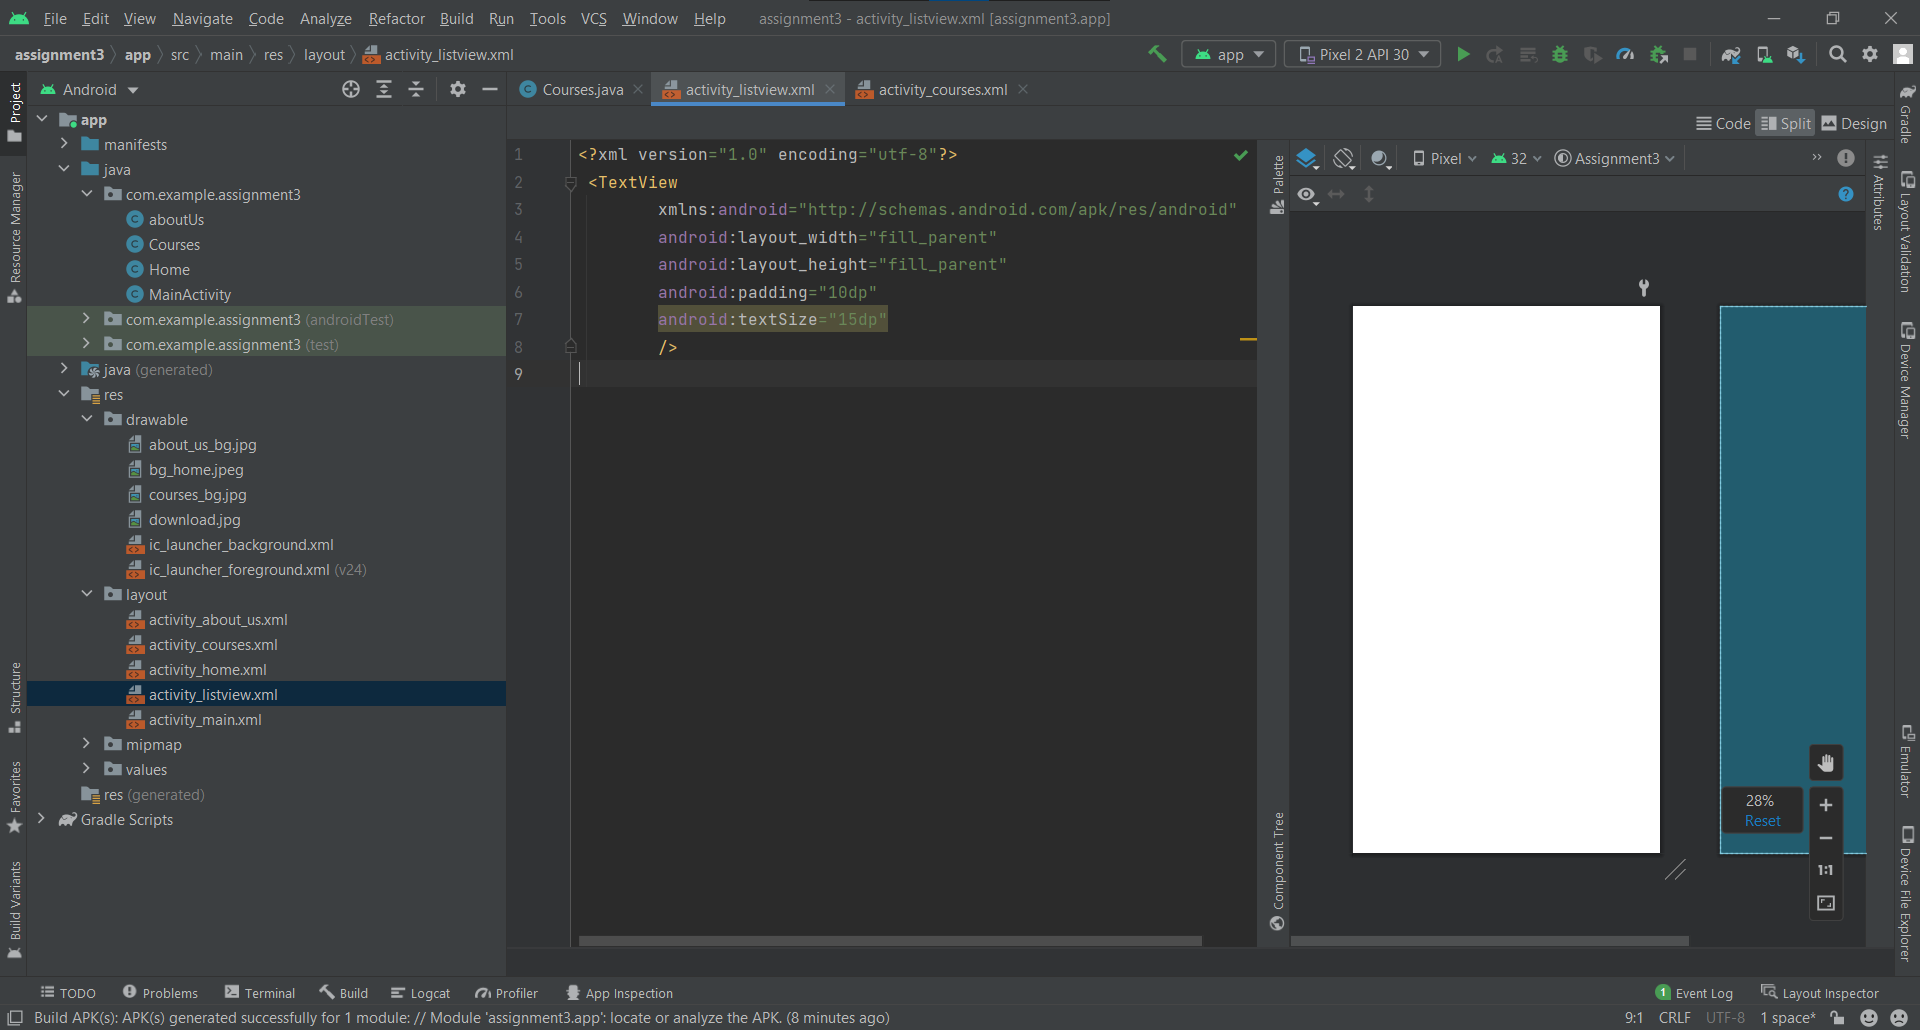 File Edit View Navigate Code Analyze Refactor Build Run Tools VCS Window Help assignment3 - activity_listview.xml [assignment3.app]
assignment3 app src main res layout activity_listview.xml app Pixel 2 API 30
Project
Resource Manager
Structure
Favorites
Build Variants
Android
app
manifests
java
com.example.assignment3
aboutUs
Courses
Home
MainActivity
com.example.assignment3 (androidTest)
com.example.assignment3 (test)
java (generated)
res
drawable
about_us_bg.jpg
bg_home.jpeg
courses_bg.jpg
download.jpg
ic_launcher_background.xml
ic_launcher_foreground.xml (v24)
layout
activity_about_us.xml
activity_courses.xml
activity_home.xml
activity_listview.xml
activity_main.xml
mipmap
values
res (generated)
Gradle Scripts
Courses.java activity_listview.xml activity_courses.xml
Code Split Design
1 <?xml version="1.0" encoding="utf-8"?>
2 <TextView
3 xmlns:android="http://schemas.android.com/apk/res/android"
4 android:layout_width="fill_parent"
5 android:layout_height="fill_parent"
6 android:padding="10dp"
7 android:textSize="15dp"
8 />
9
Palette
Component Tree
Pixel 32 Assignment3
28%
Reset
1:1
Attributes
Gradle
Layout Validation
Device Manager
Emulator
Device File Explorer
TODO Problems Terminal Build Logcat Profiler App Inspection 1 Event Log Layout Inspector
Build APK(s): APK(s) generated successfully for 1 module: // Module 'assignment3.app': locate or analyze the APK. (8 minutes ago) 9:1 CRLF UTF-8 1 space*